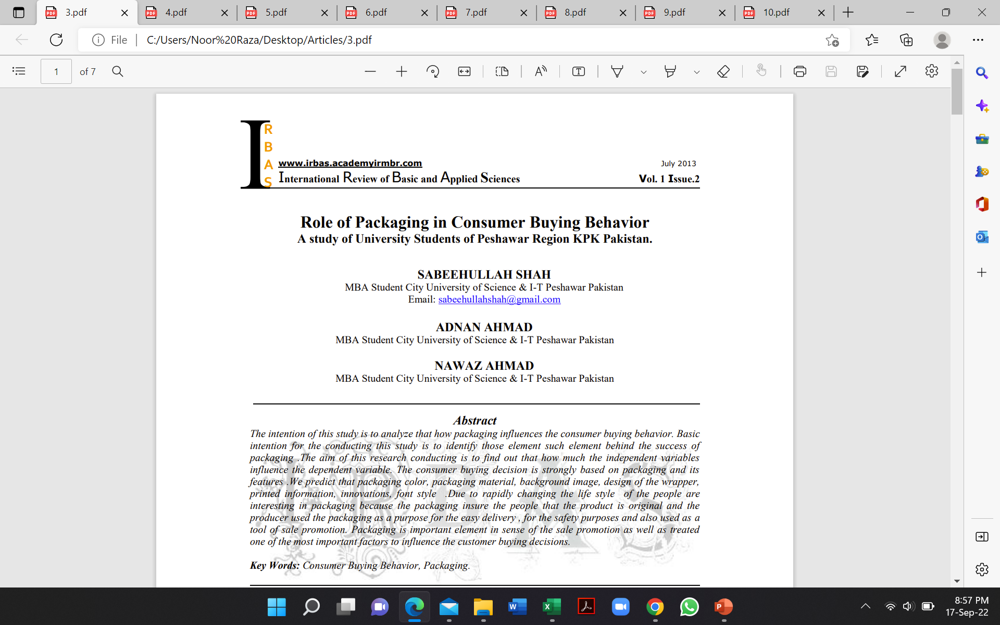 3.pdf
4.pdf
5.pdf
6.pdf
7.pdf
8.pdf
9.pdf
10.pdf
File
C:/Users/Noor%20Raza/Desktop/Articles/3.pdf
1 of 7
I
R
B
A
S
www.irbas.academyirmbr.com July 2013
International Review of Basic and Applied Sciences Vol. 1 Issue.2
Role of Packaging in Consumer Buying Behavior
A study of University Students of Peshawar Region KPK Pakistan.
SABEEHULLAH SHAH
MBA Student City University of Science & I-T Peshawar Pakistan
Email: sabeehullahshah@gmail.com
ADNAN AHMAD
MBA Student City University of Science & I-T Peshawar Pakistan
NAWAZ AHMAD
MBA Student City University of Science & I-T Peshawar Pakistan
Abstract
The intention of this study is to analyze that how packaging influences the consumer buying behavior. Basic
intention for the conducting this study is to identify those element such element behind the success of
packaging .The aim of this research conducting is to find out that how much the independent variables
influence the dependent variable. The consumer buying decision is strongly based on packaging and its
features .We predict that packaging color, packaging material, background image, design of the wrapper,
printed information, innovations, font style .Due to rapidly changing the life style of the people are
interesting in packaging because the packaging insure the people that the product is original and the
producer used the packaging as a purpose for the easy delivery , for the safety purposes and also used as a
tool of sale promotion. Packaging is important element in sense of the sale promotion as well as treated
one of the most important factors to influence the customer buying decisions.
IRBAS
Key Words: Consumer Buying Behavior, Packaging.
8:57 PM
17-Sep-22